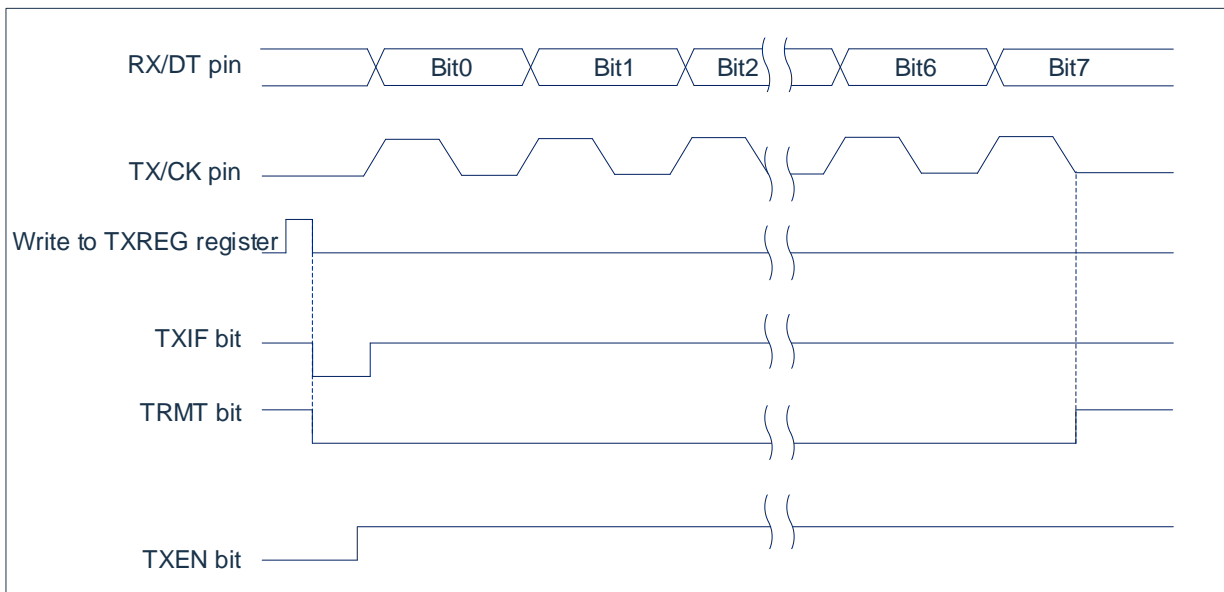 RX/DT pin
Bit0 Bit1 Bit2 Bit6 Bit7
TX/CK pin
Write to TXREG register
TXIF bit
TRMT bit
TXEN bit